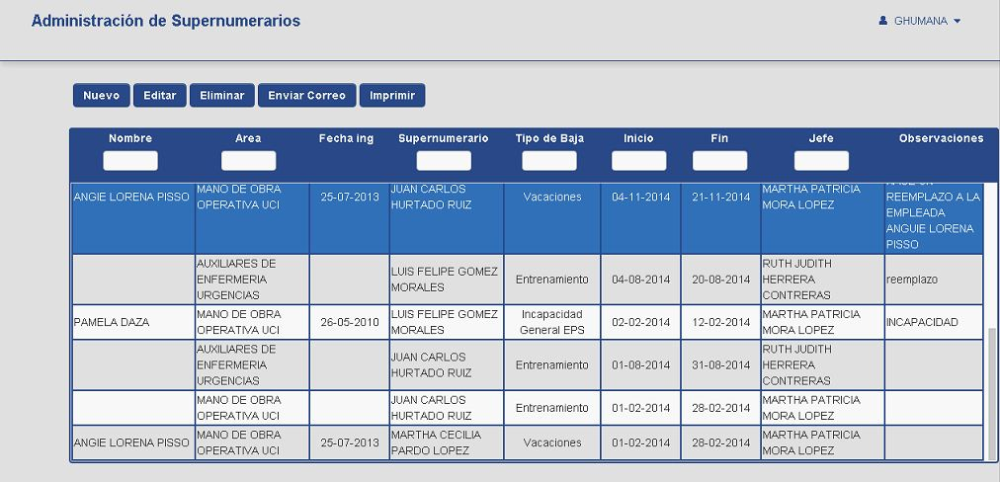 Administración de Supernumerarios
GHUMANA
Nuevo Editar Eliminar Enviar Correo Imprimir
Nombre Area Fecha ing Supernumerario Tipo de Baja Inicio Fin Jefe Observaciones
ANGIE LORENA PISSO
MANO DE OBRA
OPERATIVA UCI
25-07-2013
JUAN CARLOS
HURTADO RUIZ
Vacaciones
04-11-2014
21-11-2014
MARTHA PATRICIA
MORA LOPEZ
REEMPLAZO A LA
EMPLEADA
ANGUIE LORENA
PISSO
AUXILIARES DE
ENFERMERIA
URGENCIAS
LUIS FELIPE GOMEZ
MORALES
Entrenamiento
04-08-2014
20-08-2014
RUTH JUDITH
HERRERA
CONTRERAS
reemplazo
PAMELA DAZA
MANO DE OBRA
OPERATIVA UCI
26-05-2010
LUIS FELIPE GOMEZ
MORALES
Incapacidad
General EPS
02-02-2014
12-02-2014
MARTHA PATRICIA
MORA LOPEZ
INCAPACIDAD
AUXILIARES DE
ENFERMERIA
URGENCIAS
JUAN CARLOS
HURTADO RUIZ
Entrenamiento
01-08-2014
31-08-2014
RUTH JUDITH
HERRERA
CONTRERAS
MANO DE OBRA
OPERATIVA UCI
JUAN CARLOS
HURTADO RUIZ
Entrenamiento
01-02-2014
28-02-2014
MARTHA PATRICIA
MORA LOPEZ
ANGIE LORENA PISSO
MANO DE OBRA
OPERATIVA UCI
25-07-2013
MARTHA CECILIA
PARDO LOPEZ
Vacaciones
01-02-2014
28-02-2014
MARTHA PATRICIA
MORA LOPEZ